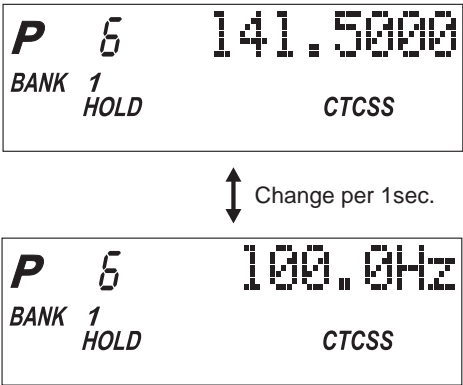 P 6 141.5000
BANK 1
HOLD CTCSS
Change per 1sec.
P 6 100.0Hz
BANK 1
HOLD CTCSS